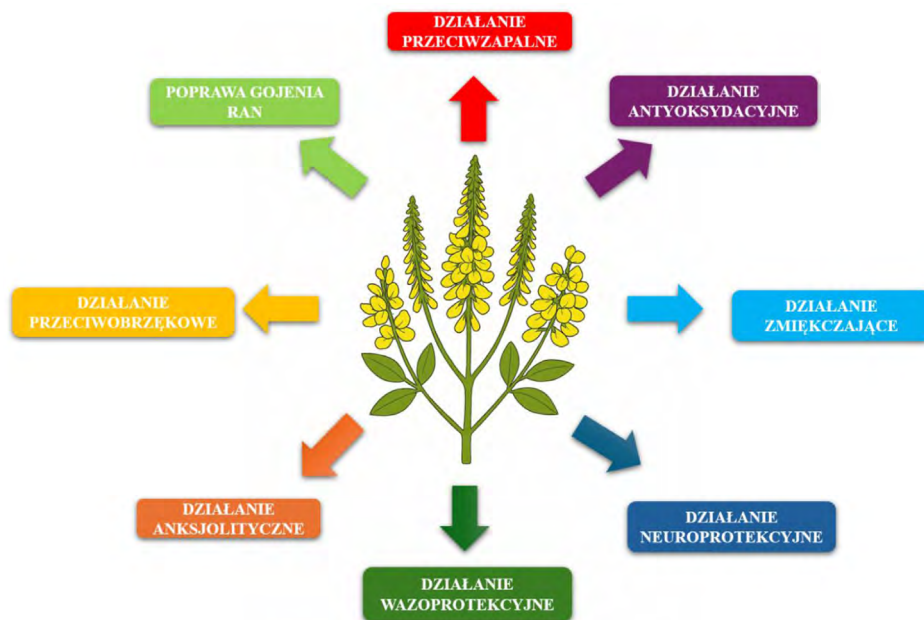 DZIAŁANIE
PRZECIWZAPALNE
POPRAWA GOJENIA
RAN
DZIAŁANIE
ANTYOKSYDACYJNE
DZIAŁANIE
PRZECIWOBRZĘKOWE
DZIAŁANIE
ZMIĘKCZAJĄCE
DZIAŁANIE
ANKSJOLITYCZNE
DZIAŁANIE
NEUROPROTEKCYJNE
DZIAŁANIE
WAZOPROTEKCYJNE